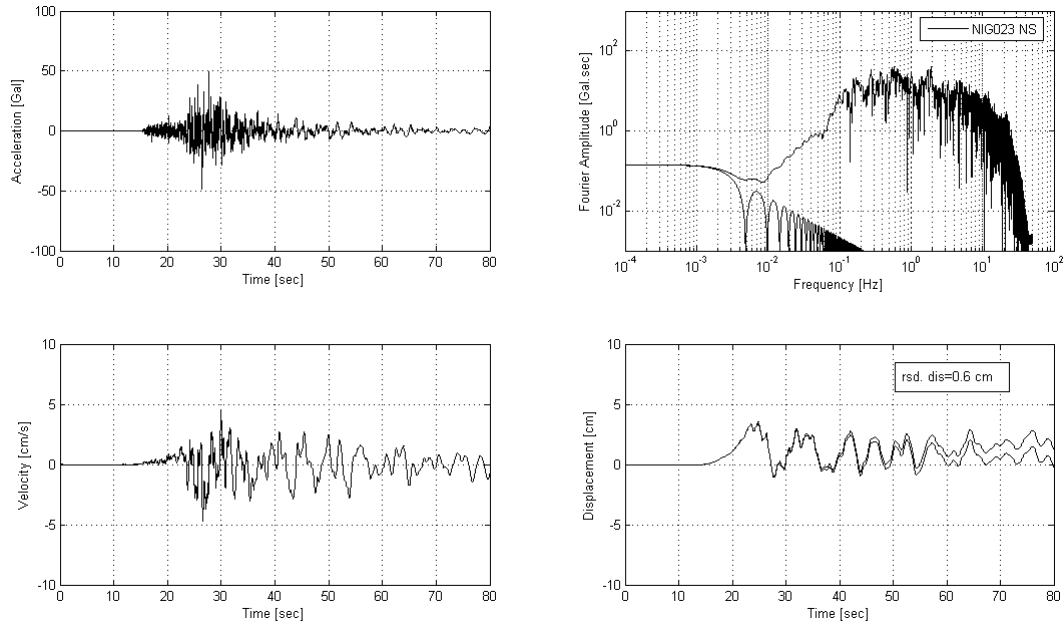 100
50
0
-50
-100
Acceleration [Gal]
0 10 20 30 40 50 60 70 80
Time [sec]
NIG023 NS
10^2
10^0
10^-2
Fourier Amplitude [Gal.sec]
10^-4 10^-3 10^-2 10^-1 10^0 10^1 10^2
Frequency [Hz]
10
5
0
-5
-10
Velocity [cm/s]
0 10 20 30 40 50 60 70 80
Time [sec]
rsd. dis=0.6 cm
10
5
0
-5
-10
Displacement [cm]
0 10 20 30 40 50 60 70 80
Time [sec]